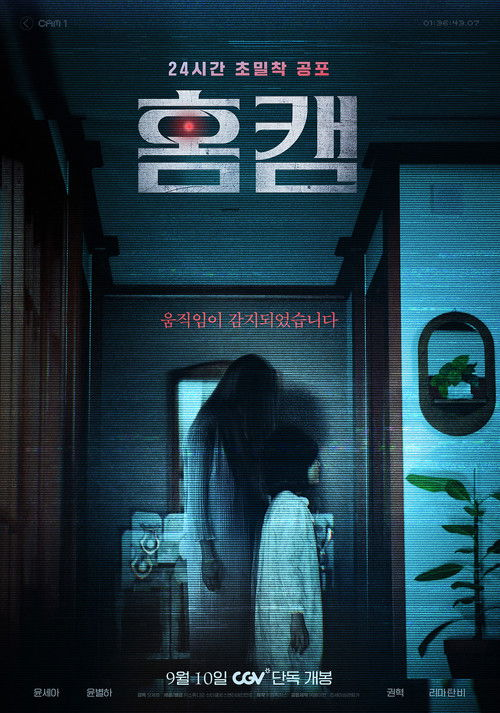 CAM 1
01:36:43.07
24시간 초밀착 공포
홈캠
움직임이 감지되었습니다
9월 10일 CGV 단독 개봉
윤세아 윤별하 권혁 리마탄비